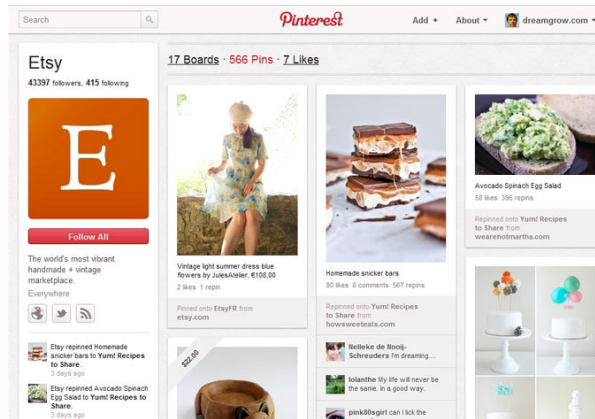 Search
Pinterest
Add +
About
dreamgrow.com
Etsy
43397 followers, 415 following
E
Follow All
The world's most vibrant
handmade + vintage
marketplace.
Everywhere
Etsy repinned Homemade
snicker bars to Yum! Recipes
to Share.
3 days ago
Etsy repinned Avocado Spinach
Egg Salad to Yum! Recipes to
Share.
3 days ago
17 Boards · 566 Pins · 7 Likes
Vintage light summer dress blue
flowers by JulesAtelier, €108,00
2 likes 1 repin
Pinned onto EtsyFR from
etsy.com
$22.00
Homemade snicker bars
90 likes 8 comments 567 repins
Repinned onto Yum! Recipes
to Share from
howsweeteats.com
Nelleke de Nooij-
Schreuders I'm dreaming...
Iolanthe My life will never be
the same. In a good way.
pink80sgirl can I lick the
Avocado Spinach Egg Salad
58 likes 396 repins
Repinned onto Yum! Recipes
to Share from
wearenotmartha.com